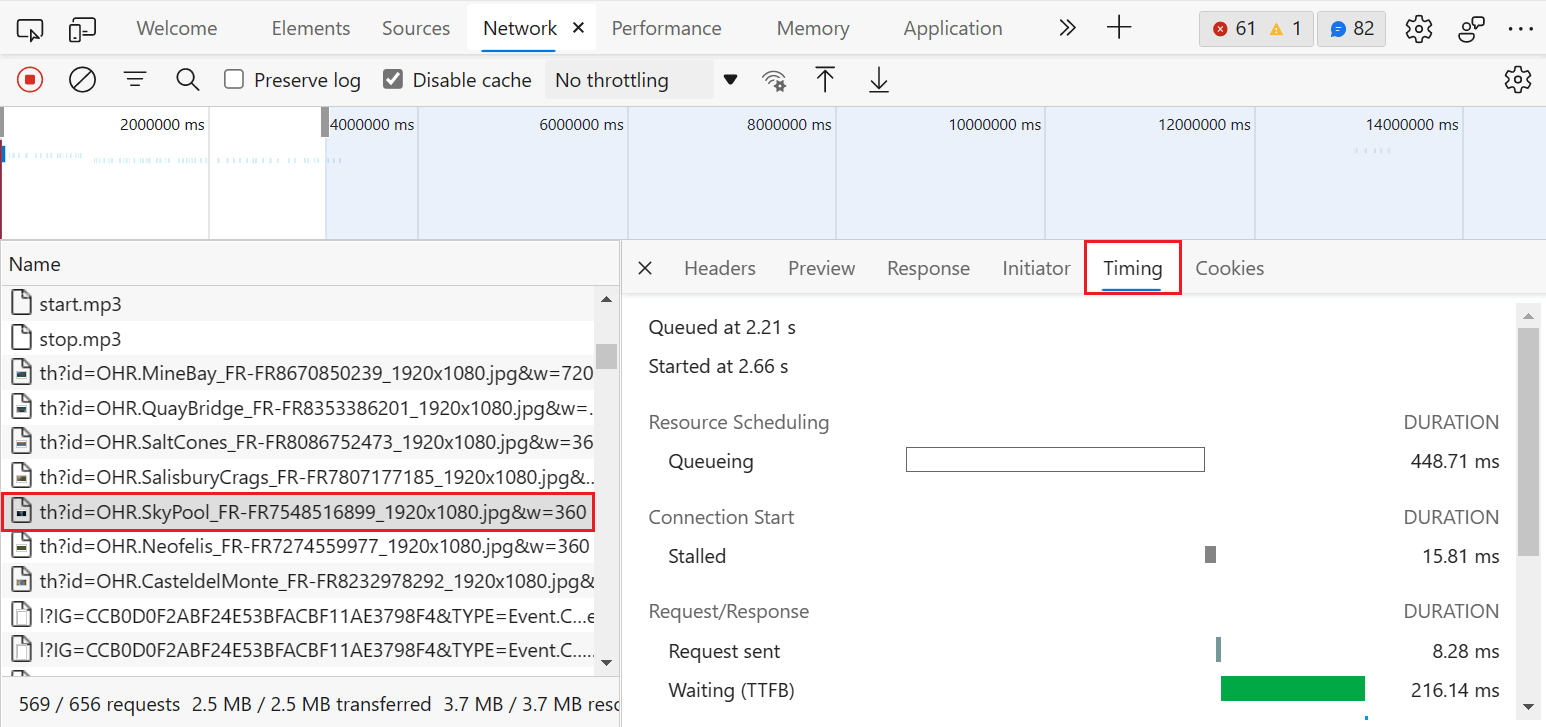 Welcome Elements Sources Network Performance Memory Application 61 1 82
Preserve log Disable cache No throttling
2000000 ms 4000000 ms 6000000 ms 8000000 ms 10000000 ms 12000000 ms 14000000 ms
Name
start.mp3
stop.mp3
th?id=OHR.MineBay_FR-FR8670850239_1920x1080.jpg&w=720
th?id=OHR.QuayBridge_FR-FR8353386201_1920x1080.jpg&w=.
th?id=OHR.SaltCones_FR-FR8086752473_1920x1080.jpg&w=36
th?id=OHR.SalisburyCrags_FR-FR7807177185_1920x1080.jpg&..
th?id=OHR.SkyPool_FR-FR7548516899_1920x1080.jpg&w=360
th?id=OHR.Neofelis_FR-FR7274559977_1920x1080.jpg&w=360
th?id=OHR.CasteldelMonte_FR-FR8232978292_1920x1080.jpg&
l?IG=CCB0D0F2ABF24E53BFACBF11AE3798F4&TYPE=Event.C...e
l?IG=CCB0D0F2ABF24E53BFACBF11AE3798F4&TYPE=Event.C.....
569 / 656 requests 2.5 MB / 2.5 MB transferred 3.7 MB / 3.7 MB resc
Headers Preview Response Initiator Timing Cookies
Queued at 2.21 s
Started at 2.66 s
Resource Scheduling DURATION
Queueing 448.71 ms
Connection Start DURATION
Stalled 15.81 ms
Request/Response DURATION
Request sent 8.28 ms
Waiting (TTFB) 216.14 ms